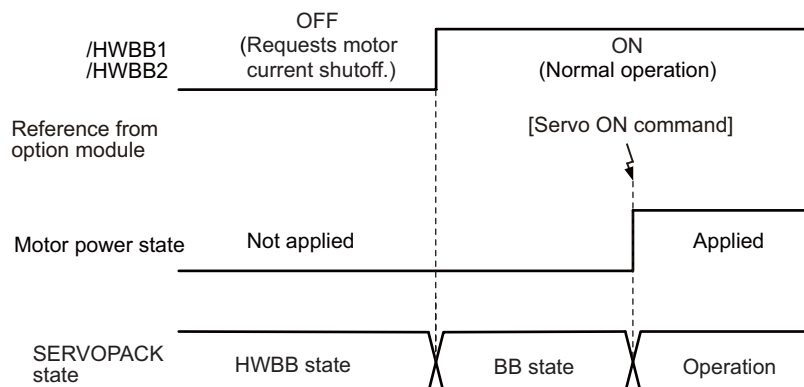 /HWBB1
/HWBB2
OFF
(Requests motor
current shutoff.)
ON
(Normal operation)
Reference from
option module
[Servo ON command]
Motor power state
Not applied
Applied
SERVOPACK
state
HWBB state
BB state
Operation